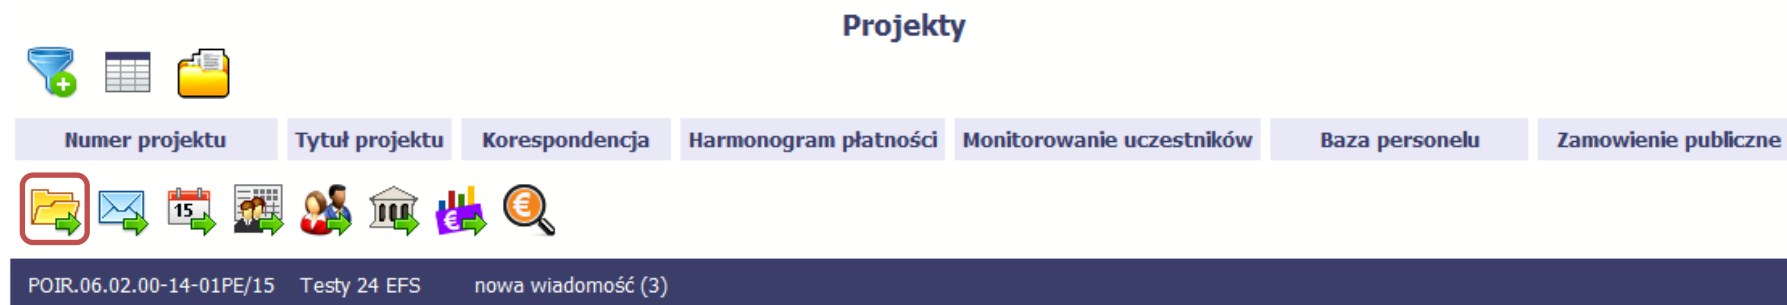 Projekty
Numer projektu Tytuł projektu Korespondencja Harmonogram płatności Monitorowanie uczestników Baza personelu Zamowienie publiczne
15
POIR.06.02.00-14-01PE/15 Testy 24 EFS nowa wiadomość (3)